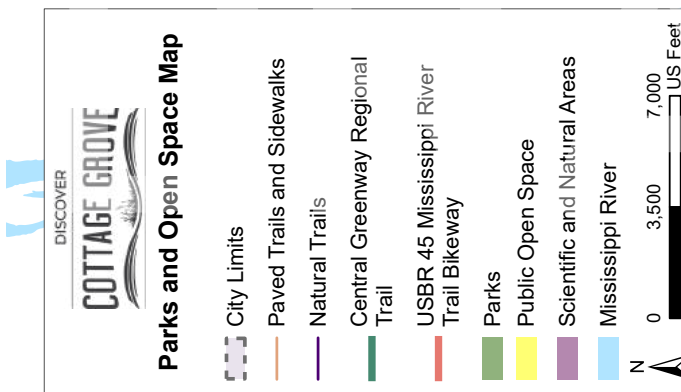 DISCOVER
COTTAGE GROVE
Parks and Open Space Map
City Limits
Paved Trails and Sidewalks
Natural Trails
Central Greenway Regional
Trail
USBR 45 Mississippi River
Trail Bikeway
Parks
Public Open Space
Scientific and Natural Areas
Mississippi River
N
0 3,500 7,000
US Feet